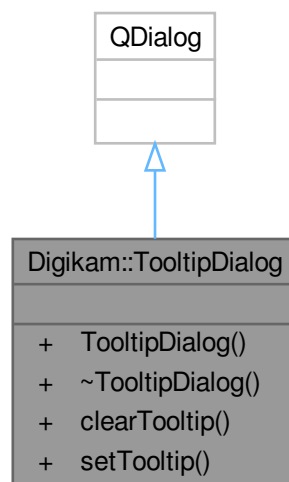 QDialog
Digikam::TooltipDialog
+ TooltipDialog()
+ ~TooltipDialog()
+ clearTooltip()
+ setTooltip()